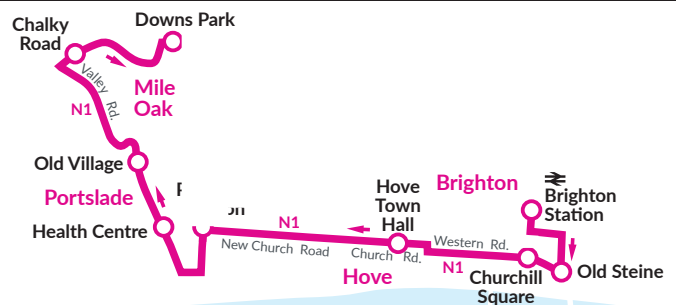 Downs Park
Chalky
Road
Valley Rd.
Mile
Oak
N1
Old Village
Portslade
Health Centre
N1
New Church Road
Hove
Town
Hall
Church Rd.
Hove
Brighton
Western Rd.
N1
Brighton
Station
Churchill
Square
Old Steine